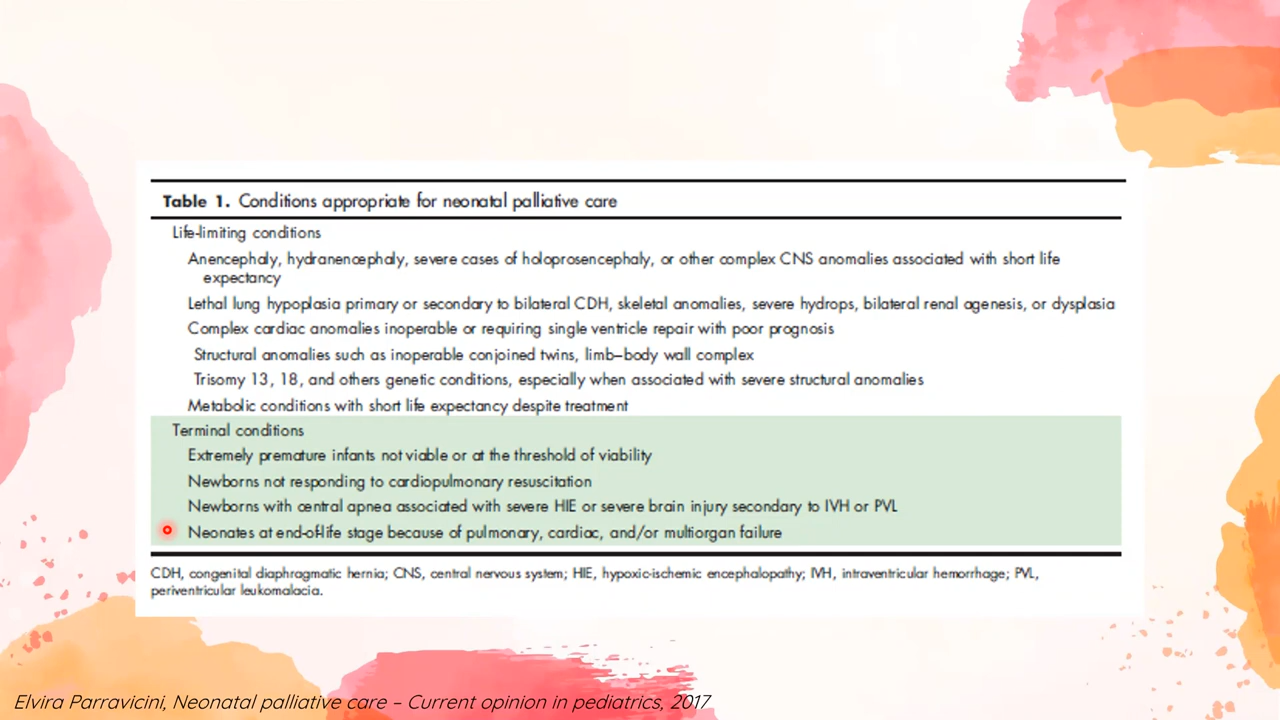 Table 1. Conditions appropriate for neonatal palliative care
Life-limiting conditions
Anencephaly, hydranencephaly, severe cases of holoprosencephaly, or other complex CNS anomalies associated with short life
expectancy
Lethal lung hypoplasia primary or secondary to bilateral CDH, skeletal anomalies, severe hydrops, bilateral renal agenesis, or dysplasia
Complex cardiac anomalies inoperable or requiring single ventricle repair with poor prognosis
Structural anomalies such as inoperable conjoined twins, limb–body wall complex
Trisomy 13, 18, and others genetic conditions, especially when associated with severe structural anomalies
Metabolic conditions with short life expectancy despite treatment
Terminal conditions
Extremely premature infants not viable or at the threshold of viability
Newborns not responding to cardiopulmonary resuscitation
Newborns with central apnea associated with severe HIE or severe brain injury secondary to IVH or PVL
Neonates at end-of-life stage because of pulmonary, cardiac, and/or multiorgan failure
CDH, congenital diaphragmatic hernia; CNS, central nervous system; HIE, hypoxic-ischemic encephalopathy; IVH, intraventricular hemorrhage; PVL,
periventricular leukomalacia.
Elvira Parravicini, Neonatal palliative care – Current opinion in pediatrics, 2017